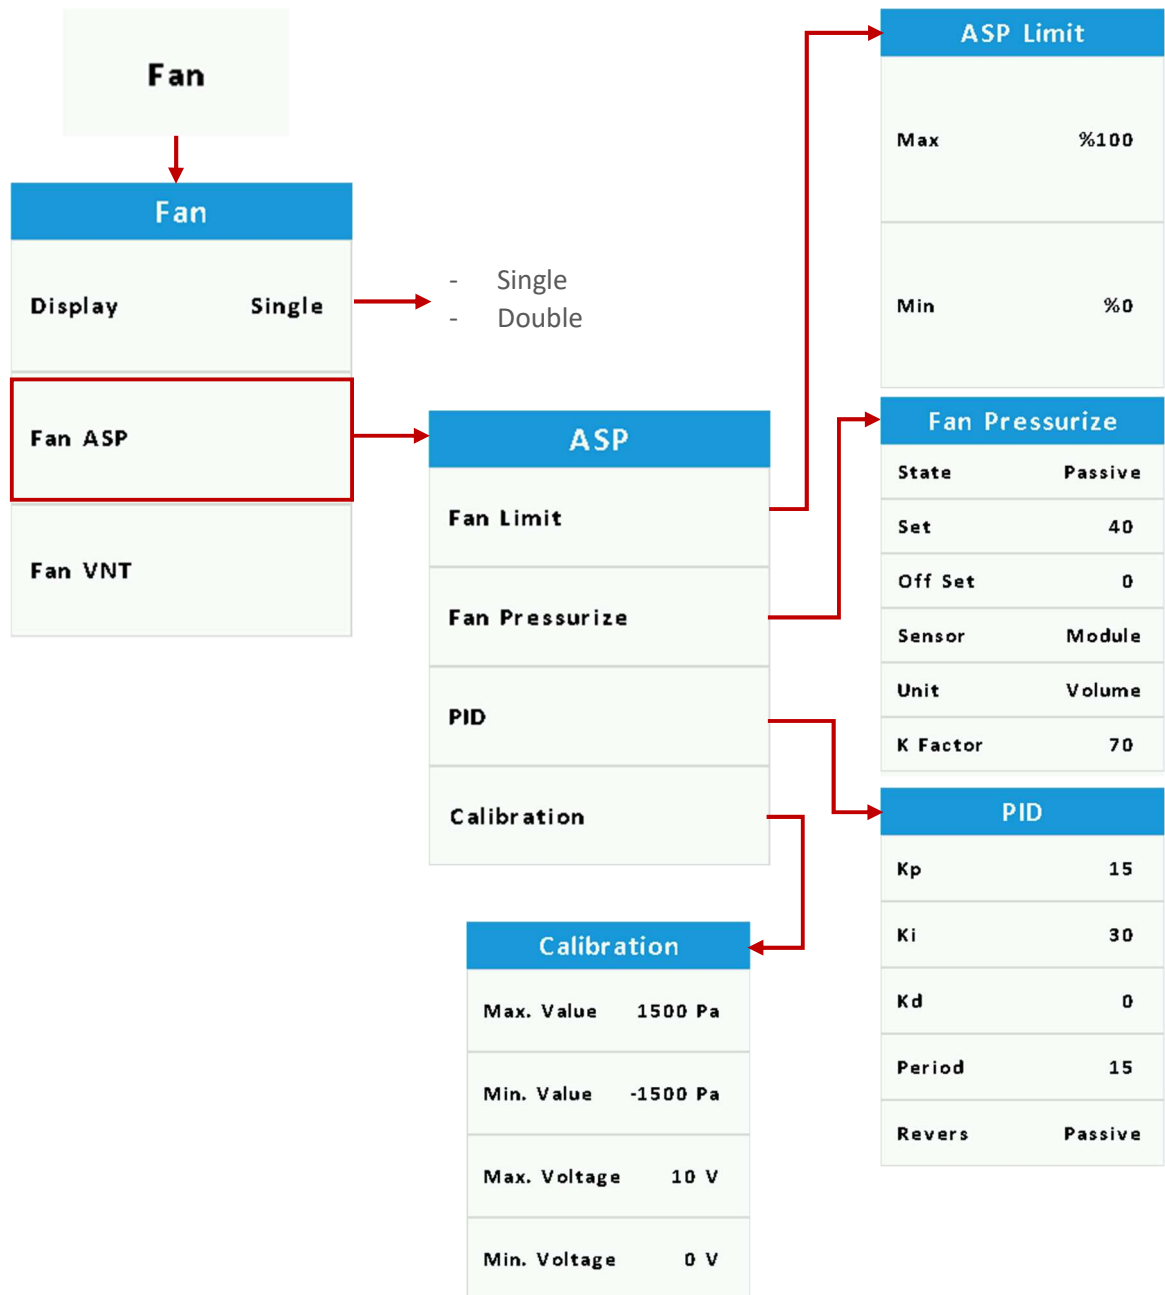 Fan
Fan
Display Single
- Single
- Double
Fan ASP
Fan VNT
ASP
Fan Limit
Fan Pressurize
PID
Calibration
ASP Limit
Max %100
Min %0
Fan Pressurize
State Passive
Set 40
Off Set 0
Sensor Module
Unit Volume
K Factor 70
PID
Kp 15
Ki 30
Kd 0
Period 15
Revers Passive
Calibration
Max. Value 1500 Pa
Min. Value -1500 Pa
Max. Voltage 10 V
Min. Voltage 0 V